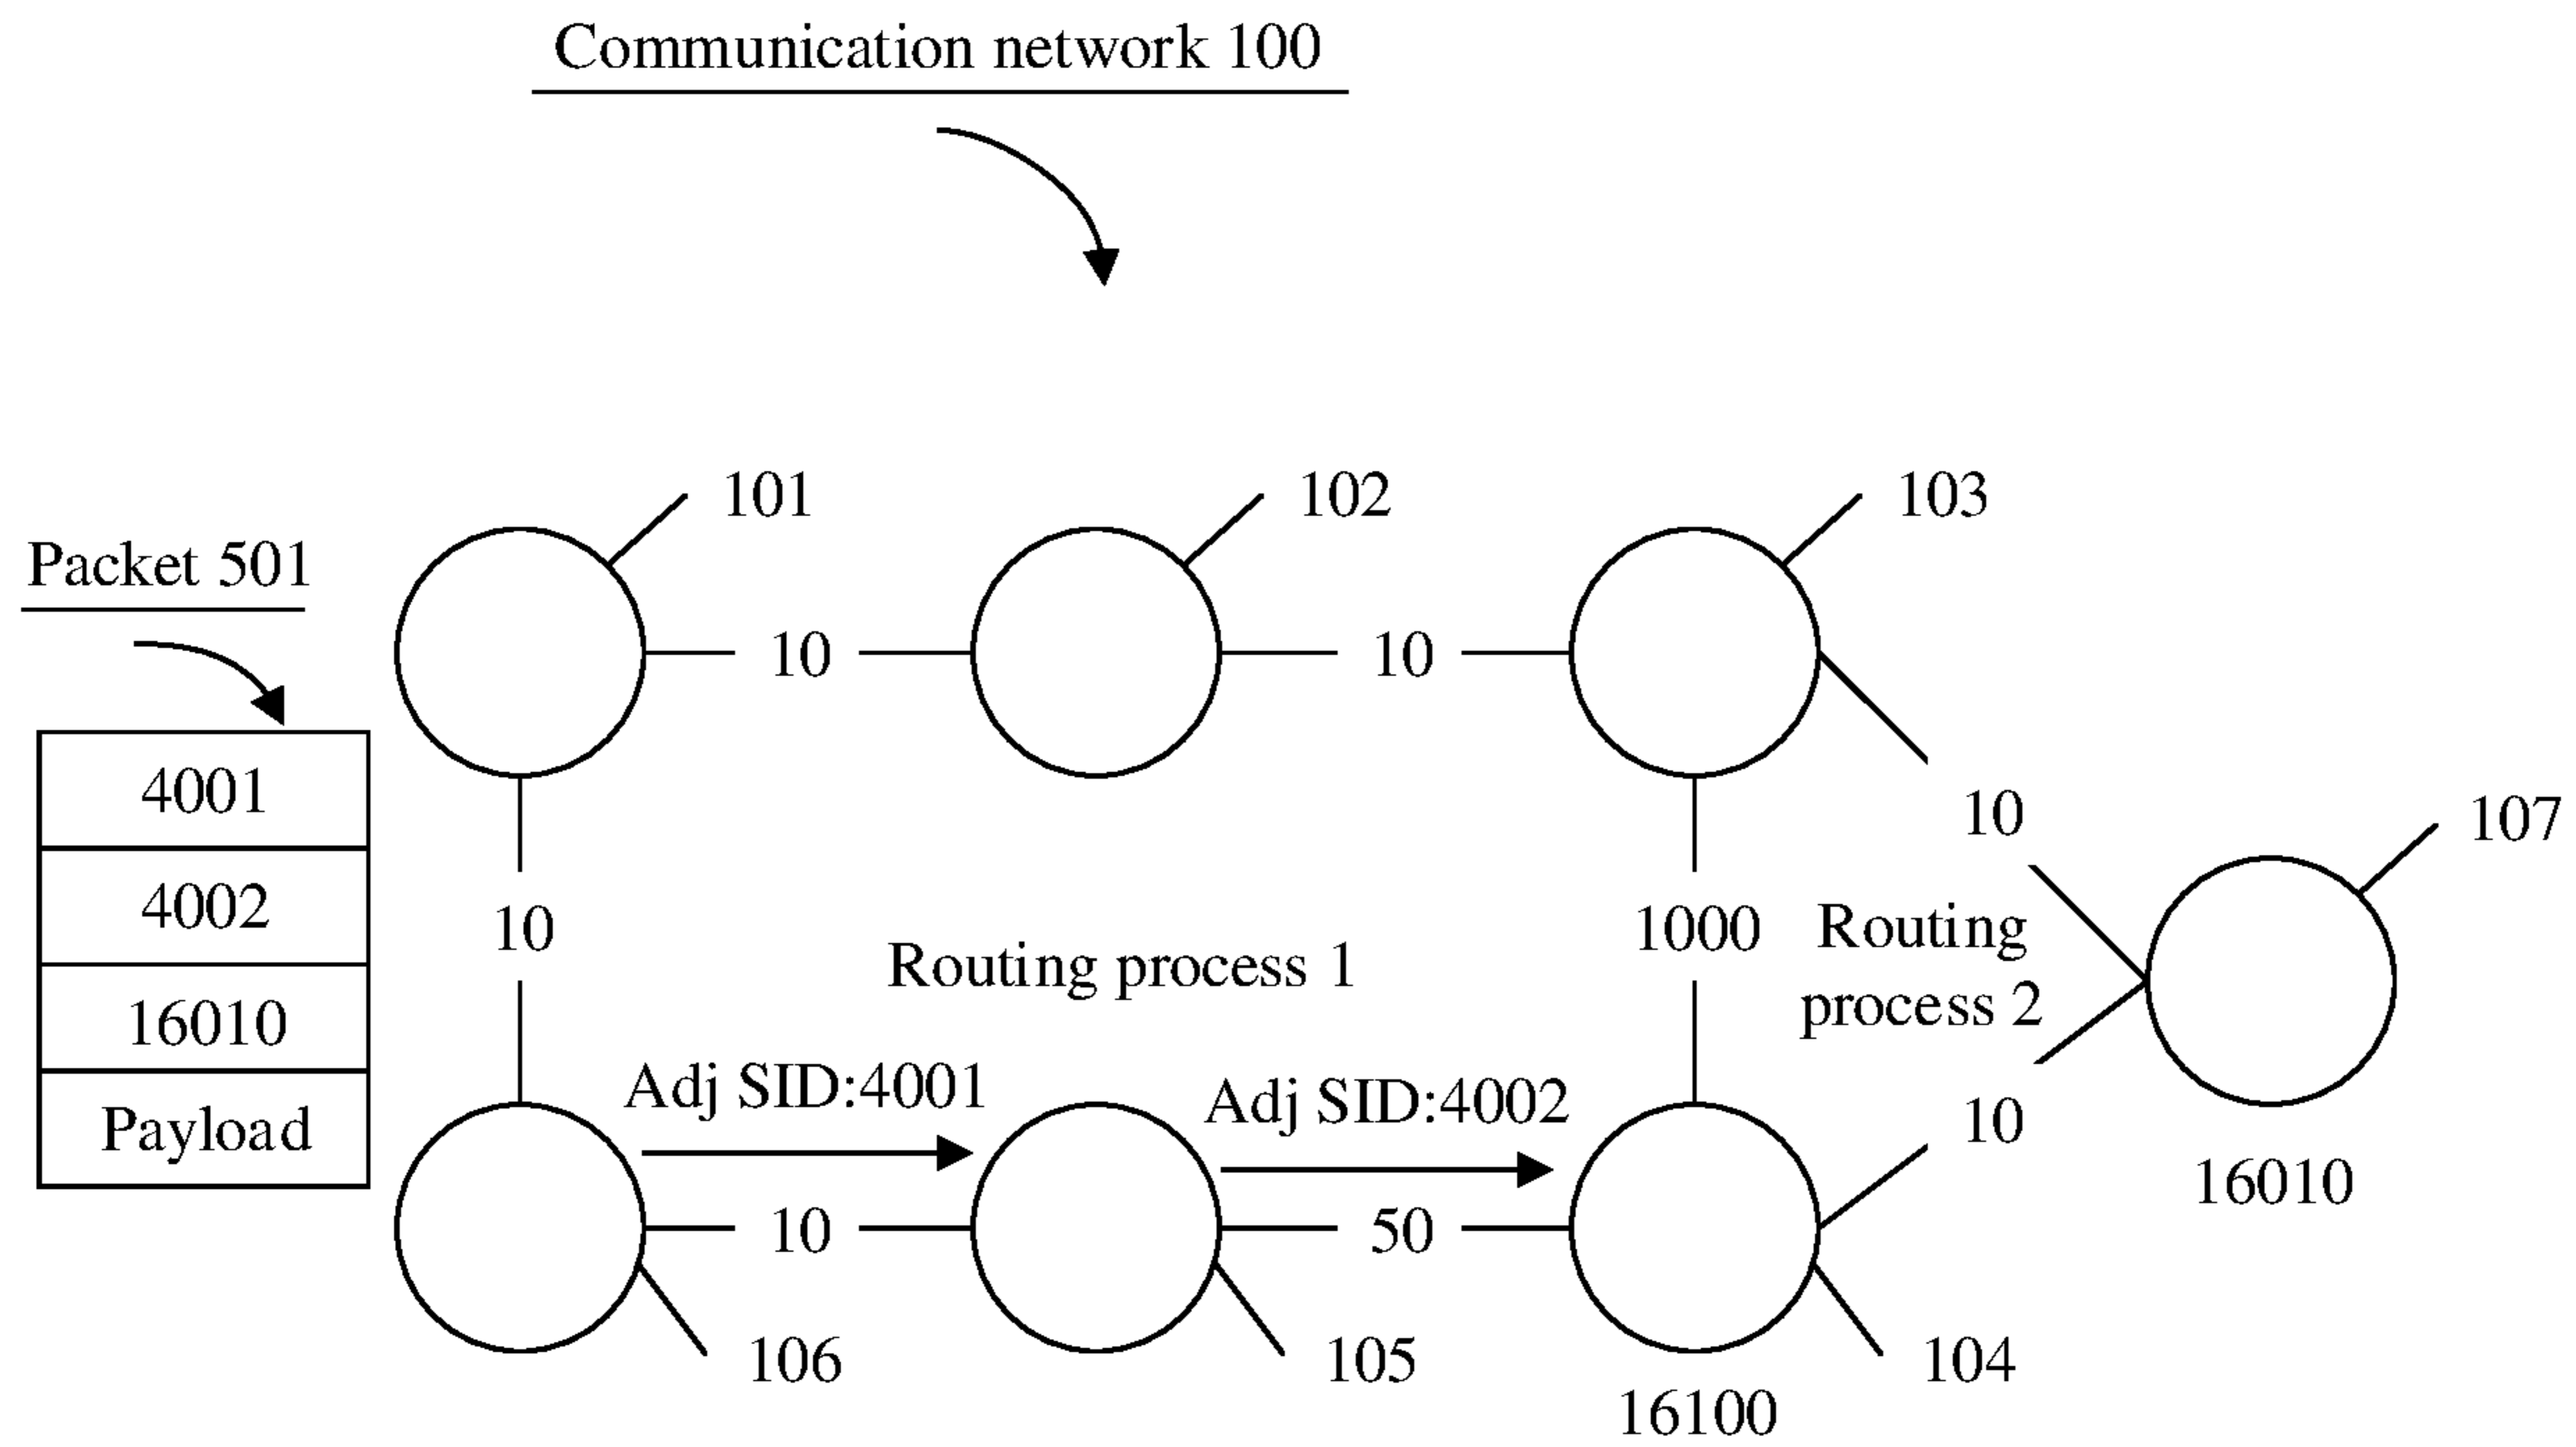 Communication network 100
101
102
103
Packet 501
10
10
4001
4002
16010
Payload
10
107
10
1000
Routing
process 2
Routing process 1
Adj SID:4001
Adj SID:4002
10
50
10
16010
106
105
104
16100